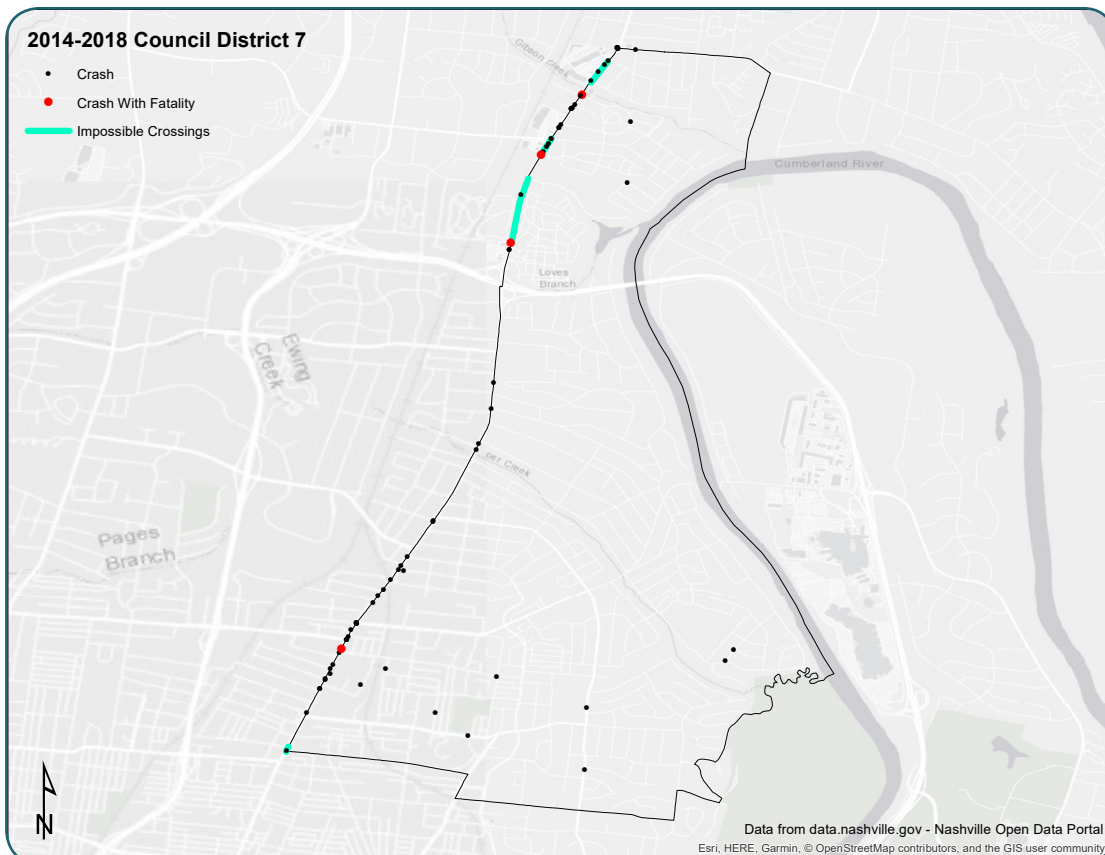 2014-2018 Council District 7
Crash
Crash With Fatality
Impossible Crossings
Gibson Creek
Cumberland River
Loves
Branch
Ewing
Creek
per Creek
Pages
Branch
N
Data from data.nashville.gov - Nashville Open Data Portal
Esri, HERE, Garmin, © OpenStreetMap contributors, and the GIS user community